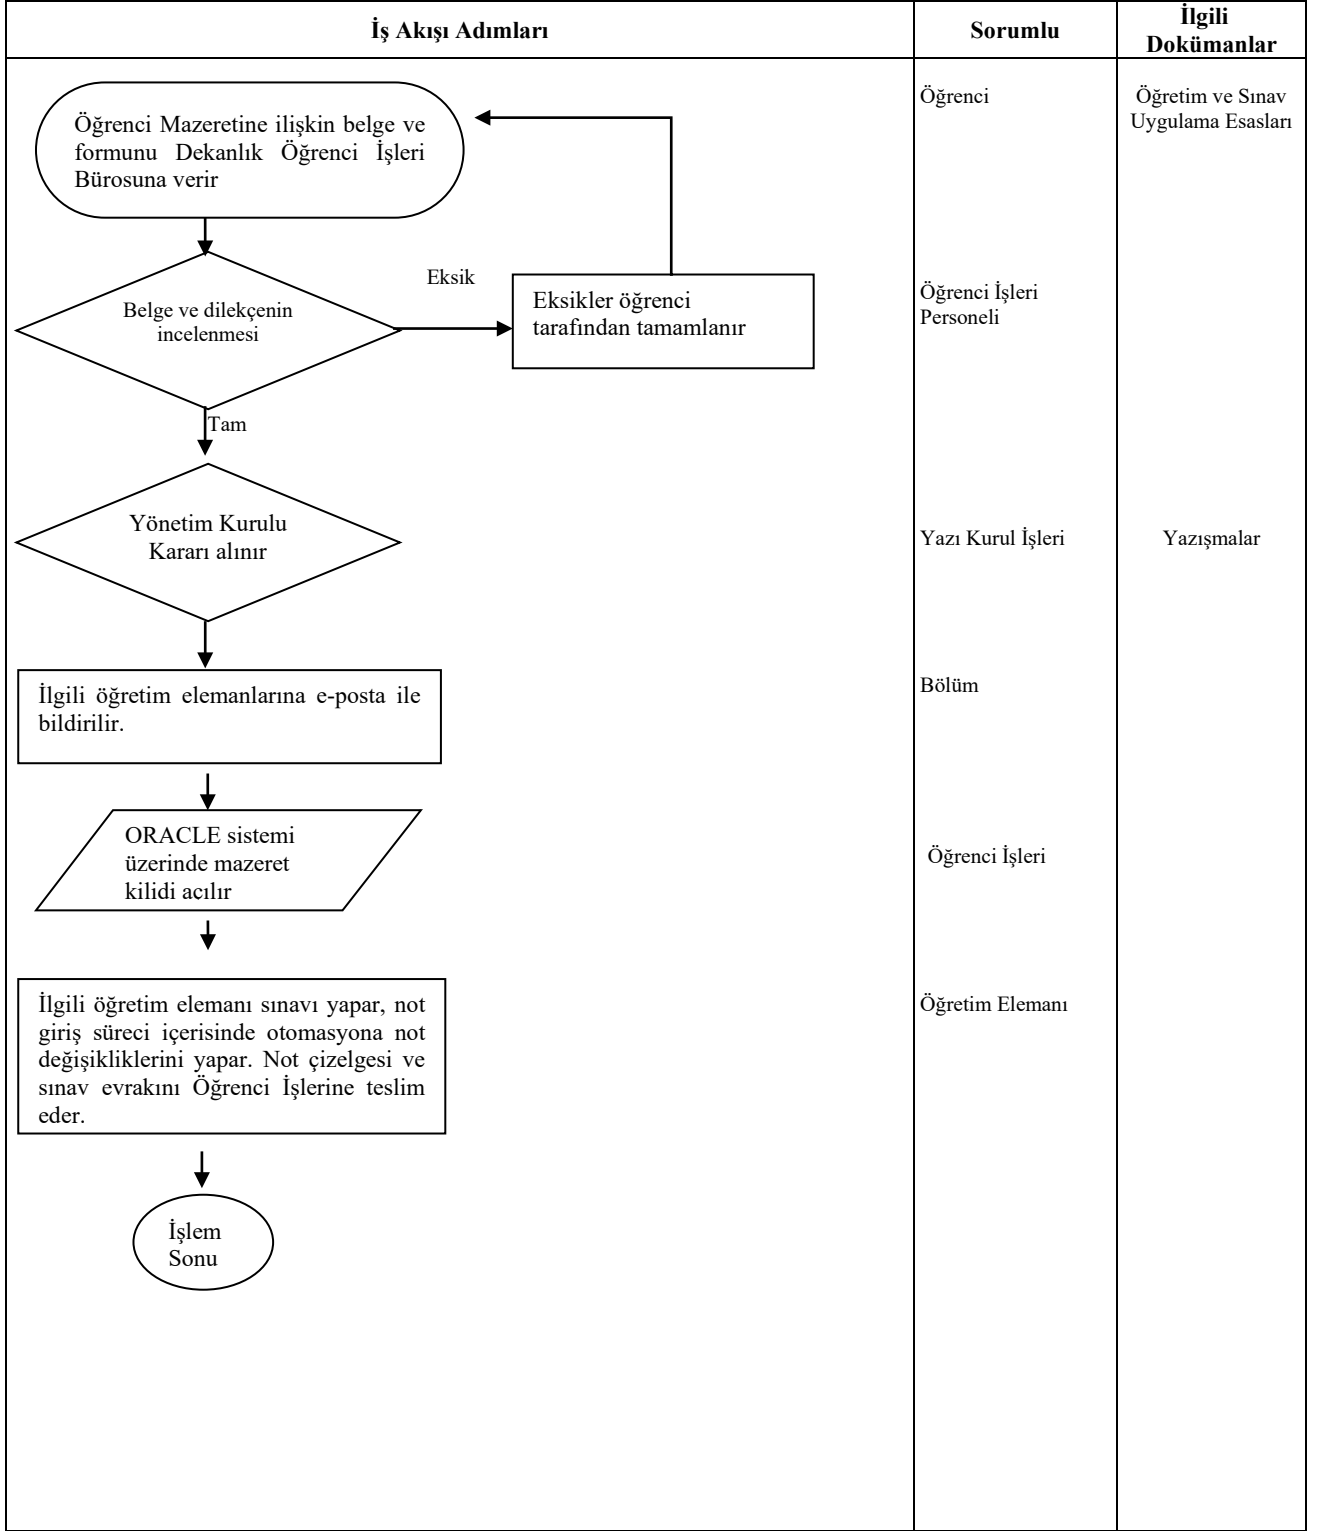 İş Akışı Adımları
Sorumlu
İlgili
Dokümanlar
Öğrenci Mazeretine ilişkin belge ve
formunu Dekanlık Öğrenci İşleri
Bürosuna verir
Öğrenci
Öğretim ve Sınav
Uygulama Esasları
Eksik
Belge ve dilekçenin
incelenmesi
Eksikler öğrenci
tarafından tamamlanır
Öğrenci İşleri
Personeli
Tam
Yönetim Kurulu
Kararı alınır
Yazı Kurul İşleri
Yazışmalar
İlgili öğretim elemanlarına e-posta ile
bildirilir.
Bölüm
ORACLE sistemi
üzerinde mazeret
kilidi acılır
Öğrenci İşleri
İlgili öğretim elemanı sınavı yapar, not
giriş süreci içerisinde otomasyona not
değişikliklerini yapar. Not çizelgesi ve
sınav evrakını Öğrenci İşlerine teslim
eder.
Öğretim Elemanı
İşlem
Sonu